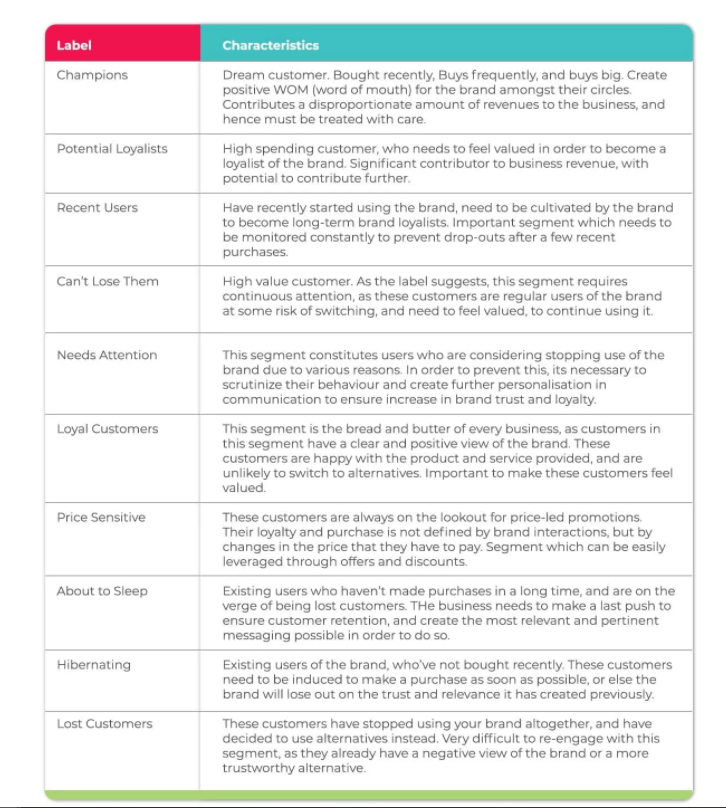 Label
Characteristics
Champions
Dream customer. Bought recently, Buys frequently, and buys big. Create
positive WOM (word of mouth) for the brand amongst their circles.
Contributes a disproportionate amount of revenues to the business, and
hence must be treated with care.
Potential Loyalists
High spending customer, who needs to feel valued in order to become a
loyalist of the brand. Significant contributor to business revenue, with
potential to contribute further.
Recent Users
Have recently started using the brand, need to be cultivated by the brand
to become long-term brand loyalists. Important segment which needs to
be monitored constantly to prevent drop-outs after a few recent
purchases.
Can't Lose Them
High value customer. As the label suggests, this segment requires
continuous attention, as these customers are regular users of the brand
at some risk of switching, and need to feel valued, to continue using it.
Needs Attention
This segment constitutes users who are considering stopping use of the
brand due to various reasons. In order to prevent this, its necessary to
scrutinize their behaviour and create further personalisation in
communication to ensure increase in brand trust and loyalty.
Loyal Customers
This segment is the bread and butter of every business, as customers in
this segment have a clear and positive view of the brand. These
customers are happy with the product and service provided, and are
unlikely to switch to alternatives. Important to make these customers feel
valued.
Price Sensitive
These customers are always on the lookout for price-led promotions.
Their loyalty and purchase is not defined by brand interactions, but by
changes in the price that they have to pay. Segment which can be easily
leveraged through offers and discounts.
About to Sleep
Existing users who haven't made purchases in a long time, and are on the
verge of being lost customers. THe business needs to make a last push to
ensure customer retention, and create the most relevant and pertinent
messaging possible in order to do so.
Hibernating
Existing users of the brand, who've not bought recently. These customers
need to be induced to make a purchase as soon as possible, or else the
brand will lose out on the trust and relevance it has created previously.
Lost Customers
These customers have stopped using your brand altogether, and have
decided to use alternatives instead. Very difficult to re-engage with this
segment, as they already have a negative view of the brand or a more
trustworthy alternative.